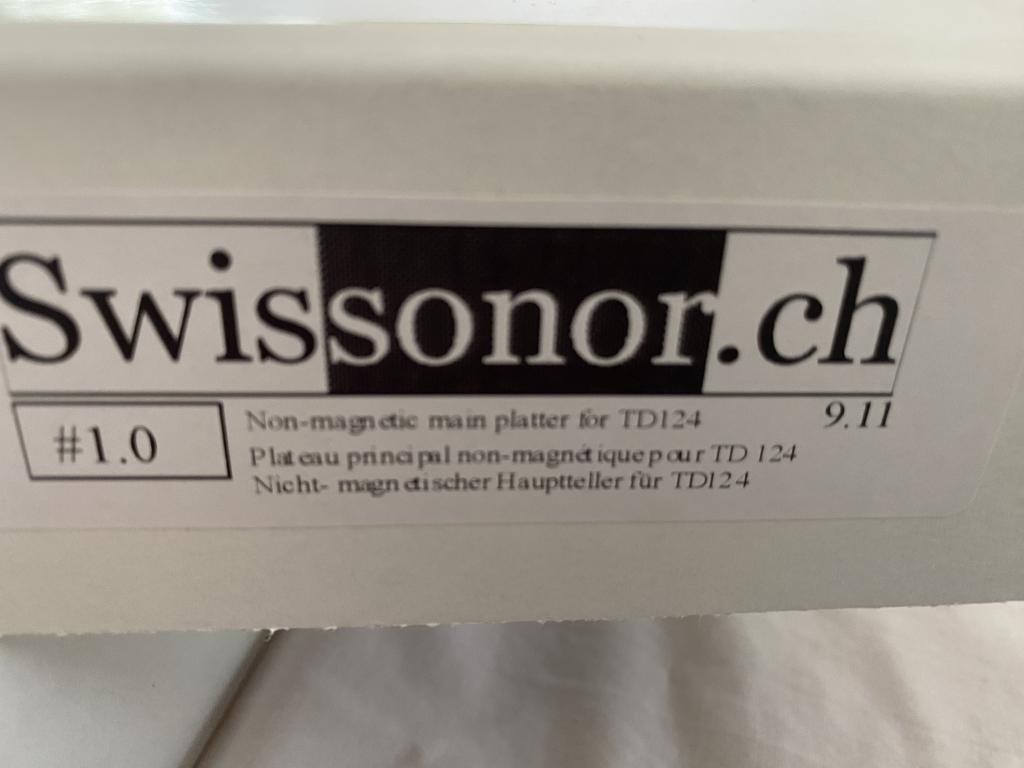 Swissonor.ch
#1.0
Non-magnetic main platter for TD124
9.11
Plateau principal non-magnétique pour TD 124
Nicht- magnetischer Hauptteller für TD124